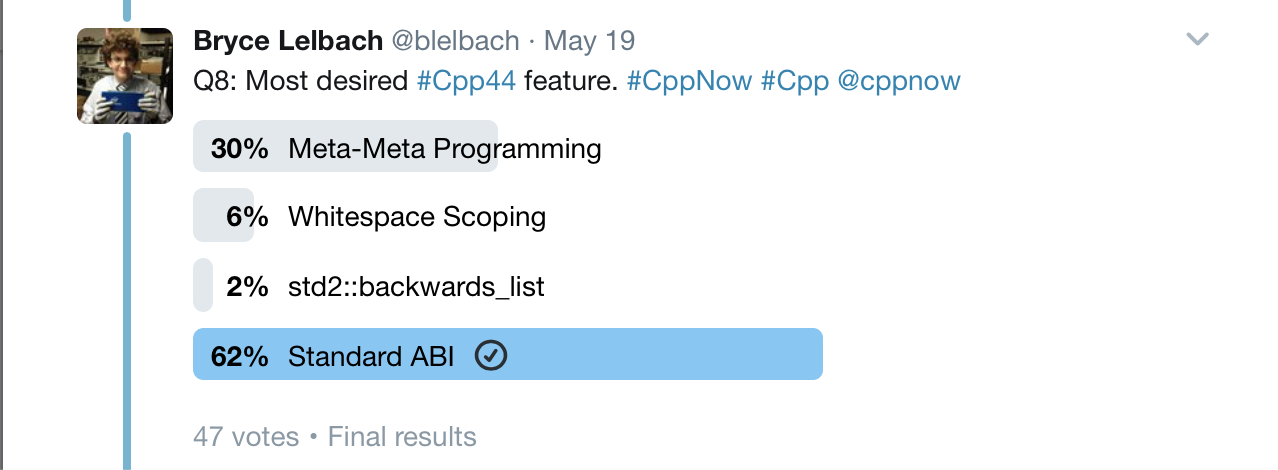 Bryce Lelbach @blelbach · May 19
Q8: Most desired #Cpp44 feature. #CppNow #Cpp @cppnow
30% Meta-Meta Programming
6% Whitespace Scoping
2% std2::backwards_list
62% Standard ABI
47 votes • Final results